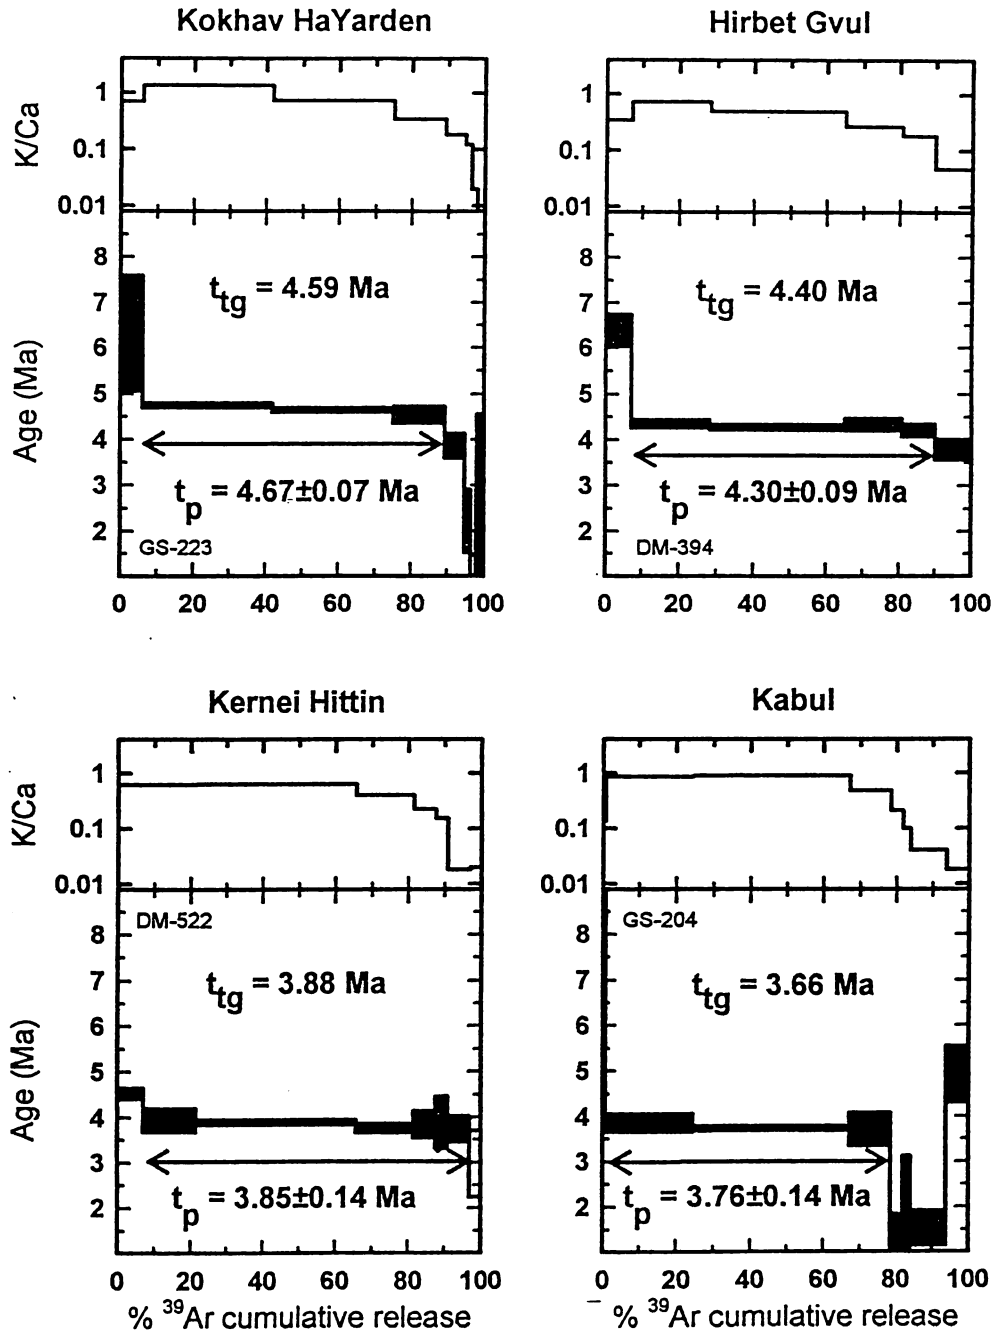 Kokhav HaYarden
K/Ca
1
0.1
0.01
Age (Ma)
8
7
6
5
4
3
2
t_tg = 4.59 Ma
t_p = 4.67±0.07 Ma
GS-223
0 20 40 60 80 100
Hirbet Gvul
1
0.1
0.01
8
7
6
5
4
3
2
t_tg = 4.40 Ma
t_p = 4.30±0.09 Ma
DM-394
0 20 40 60 80 100
Kernei Hittin
K/Ca
1
0.1
0.01
Age (Ma)
DM-522
8
7
6
5
4
3
2
t_tg = 3.88 Ma
t_p = 3.85±0.14 Ma
0 20 40 60 80 100
% ³⁹Ar cumulative release
Kabul
1
0.1
0.01
GS-204
8
7
6
5
4
3
2
t_tg = 3.66 Ma
t_p = 3.76±0.14 Ma
0 20 40 60 80 100
% ³⁹Ar cumulative release